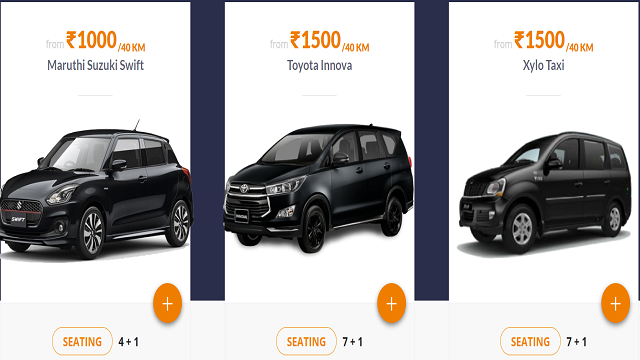 from ₹1000/40 KM
Maruthi Suzuki Swift
SWIFT
+
SEATING 4 + 1
from ₹1500/40 KM
Toyota Innova
+
SEATING 7 + 1
from ₹1500/40 KM
Xylo Taxi
+
SEATING 7 + 1